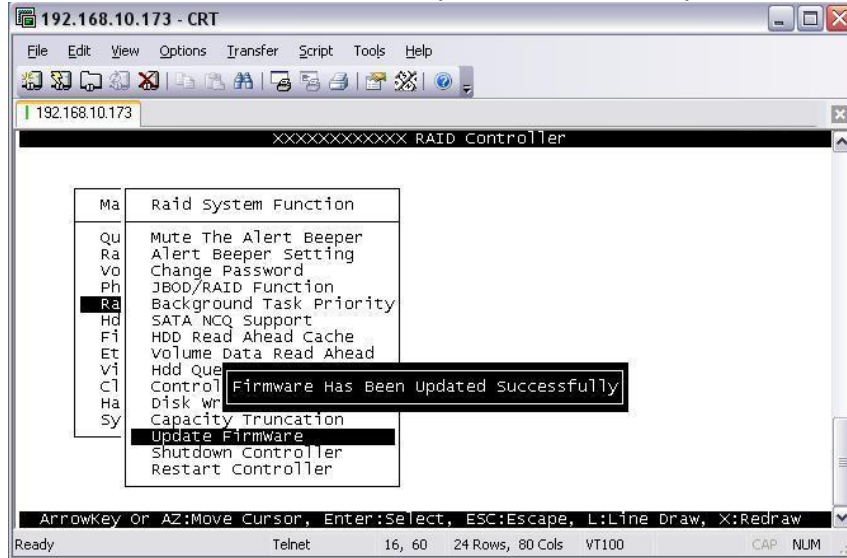 192.168.10.173 - CRT
File Edit View Options Transfer Script Tools Help
192.168.10.173
XXXXXXXXXXXX RAID Controller
Ma
Qu
Ra
Vo
Ph
Ra
Hd
Fi
Et
Vi
Cl
Ha
Sy
Raid System Function
Mute The Alert Beeper
Alert Beeper Setting
Change Password
JBOD/RAID Function
Background Task Priority
SATA NCQ Support
HDD Read Ahead Cache
Volume Data Read Ahead
Hdd Que
Control
Disk Wr
Capacity Truncation
Update FirmWare
Shutdown Controller
Restart Controller
Firmware Has Been Updated Successfully
ArrowKey Or AZ:Move Cursor, Enter:Select, ESC:Escape, L:Line Draw, X:Redraw
Ready Telnet 16, 60 24 Rows, 80 Cols VT100 CAP NUM